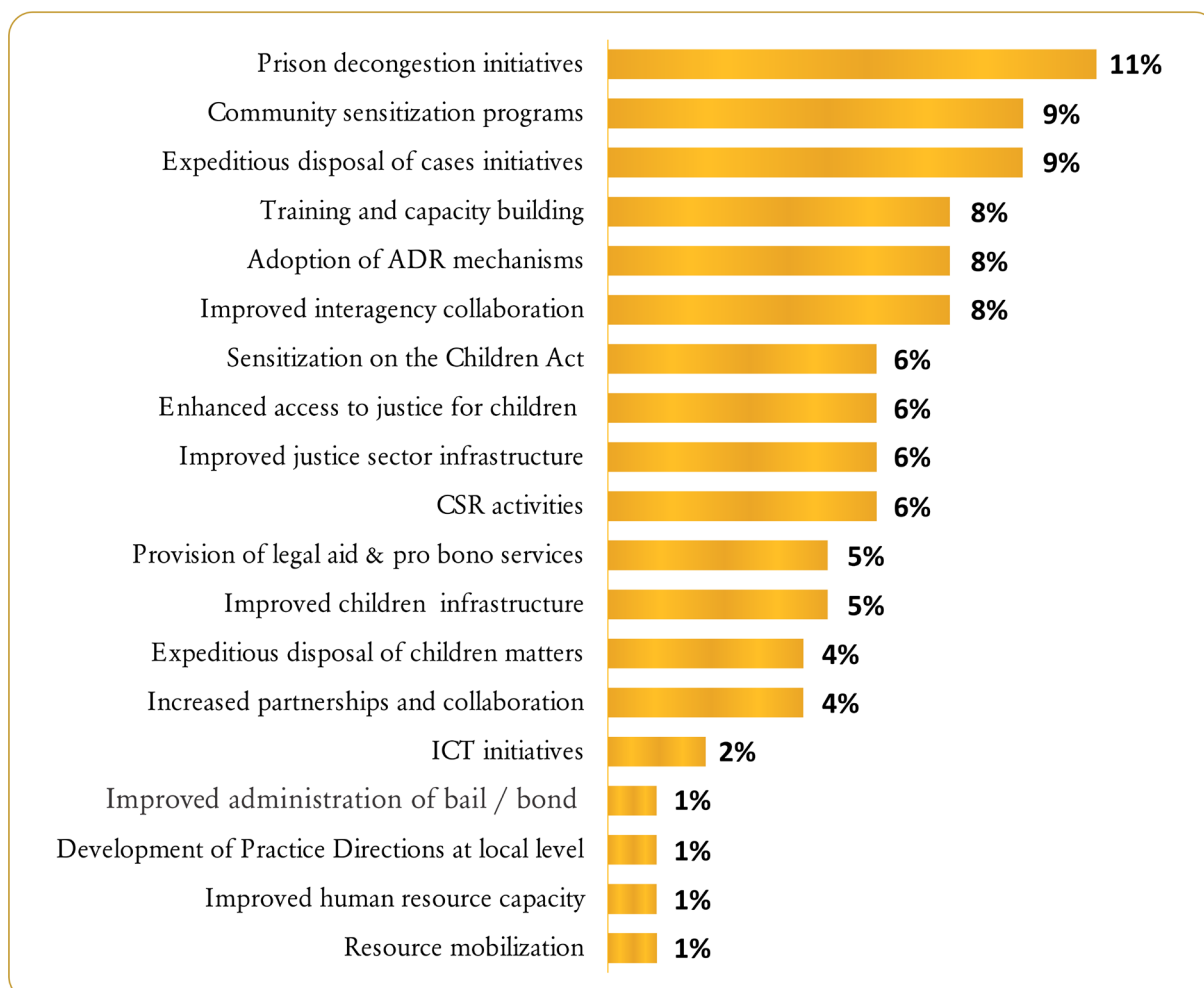 Prison decongestion initiatives 11%
Community sensitization programs 9%
Expeditious disposal of cases initiatives 9%
Training and capacity building 8%
Adoption of ADR mechanisms 8%
Improved interagency collaboration 8%
Sensitization on the Children Act 6%
Enhanced access to justice for children 6%
Improved justice sector infrastructure 6%
CSR activities 6%
Provision of legal aid & pro bono services 5%
Improved children infrastructure 5%
Expeditious disposal of children matters 4%
Increased partnerships and collaboration 4%
ICT initiatives 2%
Improved administration of bail / bond 1%
Development of Practice Directions at local level 1%
Improved human resource capacity 1%
Resource mobilization 1%